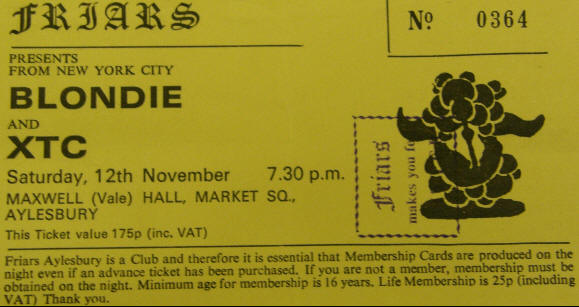 FRIARS
Nº 0364
PRESENTS
FROM NEW YORK CITY
BLONDIE
AND
XTC
Saturday, 12th November 7.30 p.m.
MAXWELL (Vale) HALL, MARKET SQ.,
AYLESBURY
This Ticket value 175p (inc. VAT)
Friars
makes you
Friars Aylesbury is a Club and therefore it is essential that Membership Cards are produced on the
night even if an advance ticket has been purchased. If you are not a member, membership must be
obtained on the night. Minimum age for membership is 16 years. Life Membership is 25p (including
VAT) Thank you.